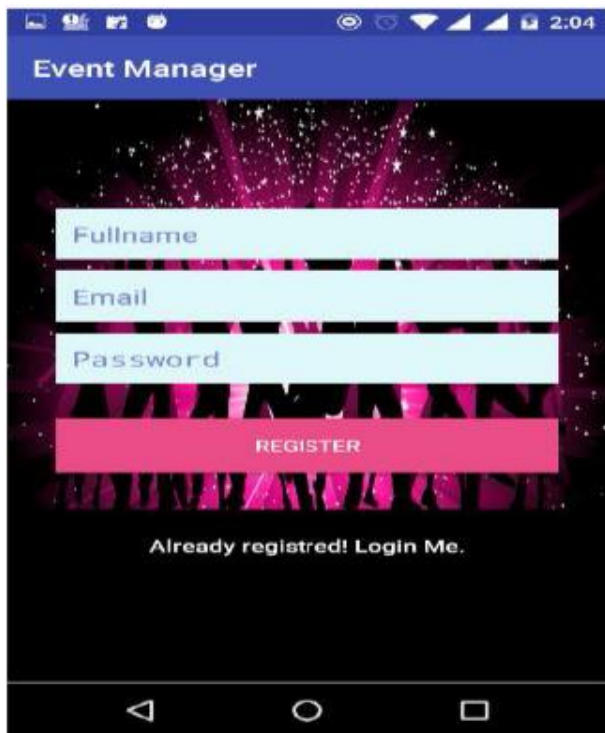 2:04
Event Manager
Fullname
Email
Password
REGISTER
Already registred! Login Me.